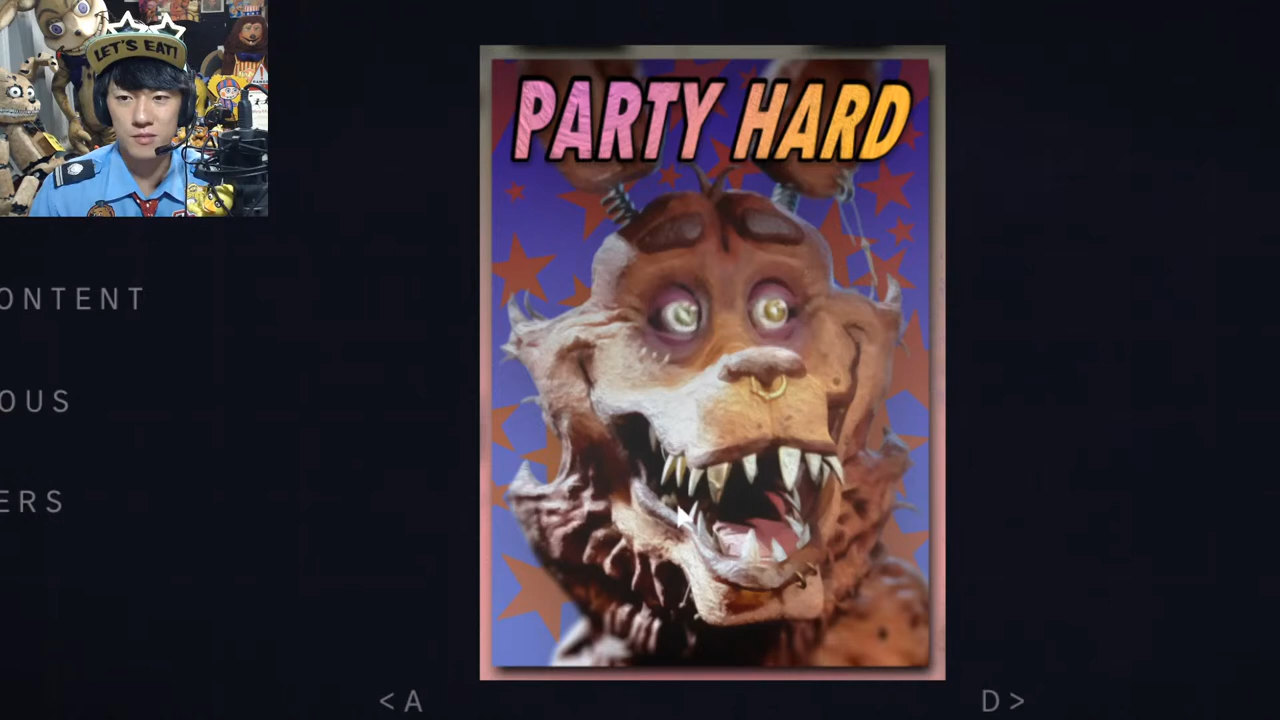 LET'S EAT!
PARTY HARD
ONTENT
OUS
ERS
<A
D>